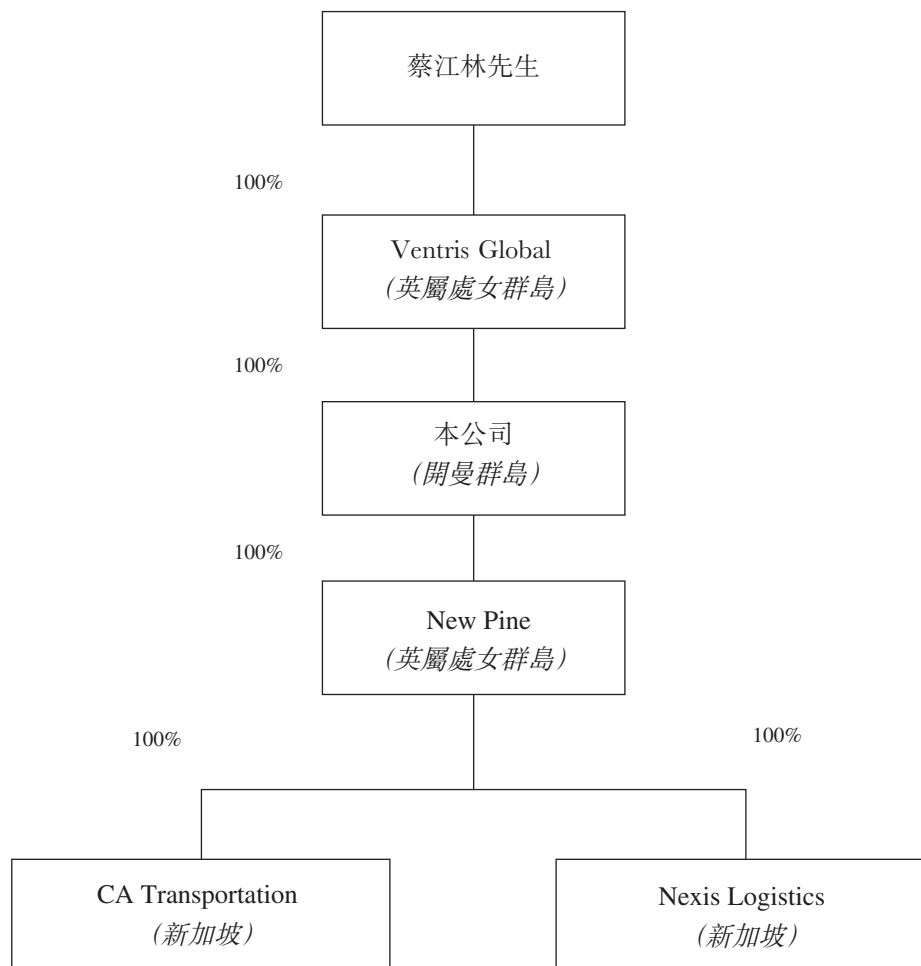 蔡江林先生
100%
Ventris Global
(英屬處女群島)
100%
本公司
(開曼群島)
100%
New Pine
(英屬處女群島)
100%
100%
CA Transportation
(新加坡)
Nexis Logistics
(新加坡)